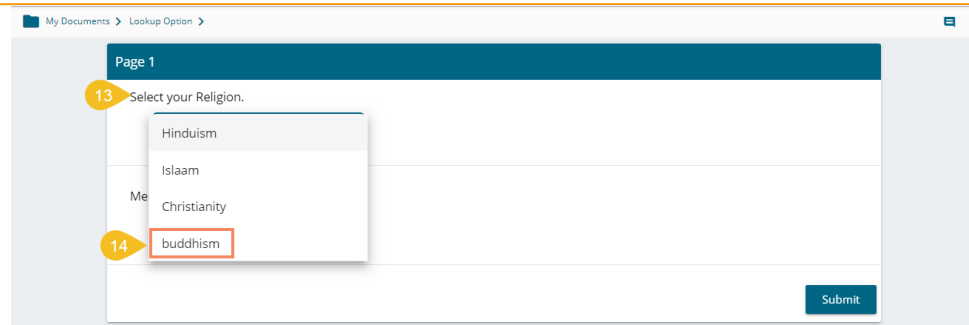 My Documents > Lookup Option >
Page 1
13 Select your Religion.
Hinduism
Islaam
Me
Christianity
14 buddhism
Submit